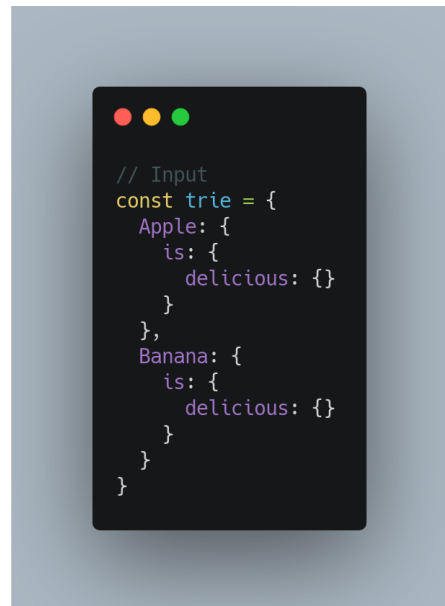 // Input
const trie = {
  Apple: {
    is: {
      delicious: {}
    }
  },
  Banana: {
    is: {
      delicious: {}
    }
  }
}